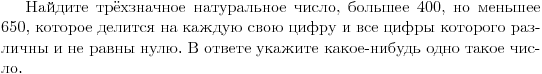 Найдите трёхзначное натуральное число, большее 400, но меньшее
650, которое делится на каждую свою цифру и все цифры которого раз-
личны и не равны нулю. В ответе укажите какое-нибудь одно такое чис-
ло.